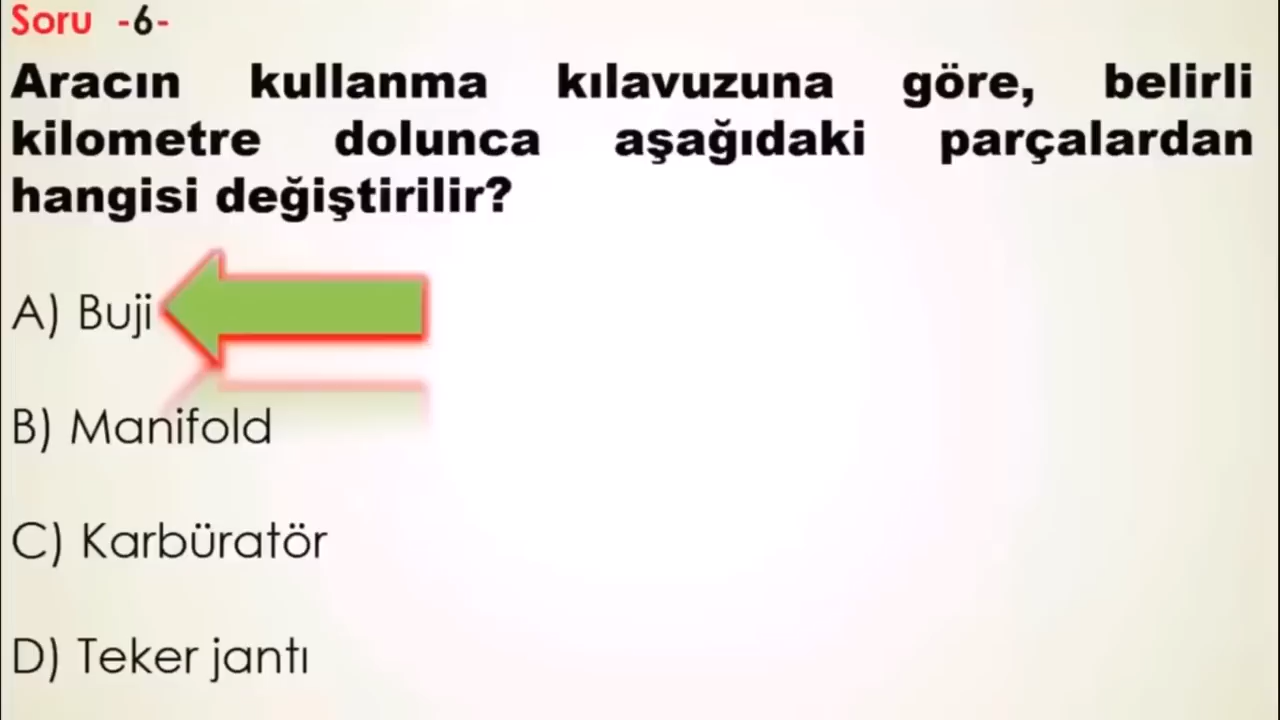 Soru -6-
Aracın kullanma kılavuzuna göre, belirli
kilometre dolunca aşağıdaki parçalardan
hangisi değiştirilir?
A) Buji
B) Manifold
C) Karbüratör
D) Teker jantı